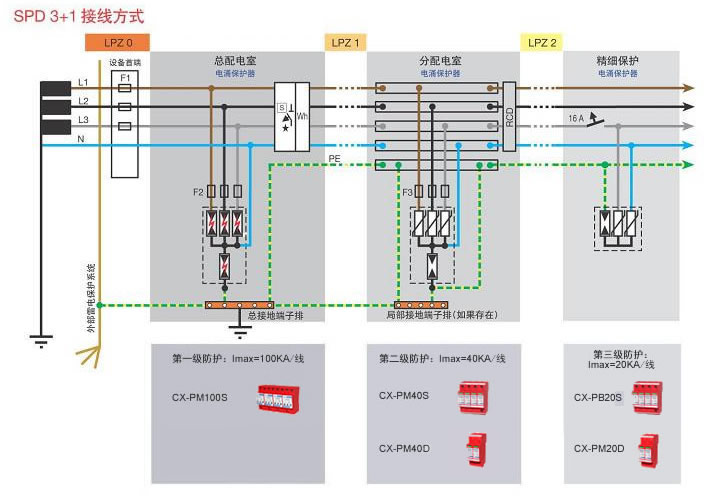 SPD 3+1 接线方式
LPZ 0
LPZ 1
LPZ 2
设备首端
总配电室
电涌保护器
分配电室
电涌保护器
精细保护
电涌保护器
F1
L1
L2
L3
N
S
Wh
RCD
16 A
PE
F2
F3
外部雷电保护系统
总接地端子排
局部接地端子排(如果存在)
第一级防护：Imax=100KA/线
CX-PM100S
第二级防护：Imax=40KA/线
CX-PM40S
CX-PM40D
第三级防护：
Imax=20KA/线
CX-PB20S
CX-PM20D